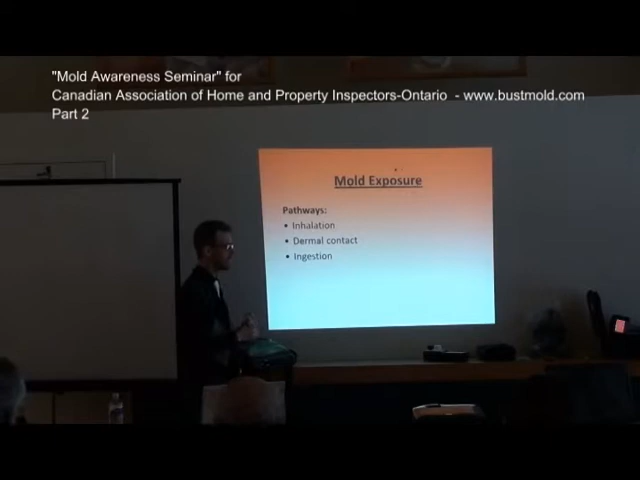 "Mold Awareness Seminar" for
Canadian Association of Home and Property Inspectors-Ontario - www.bustmold.com
Part 2
Mold Exposure
Pathways:
• Inhalation
• Dermal contact
• Ingestion